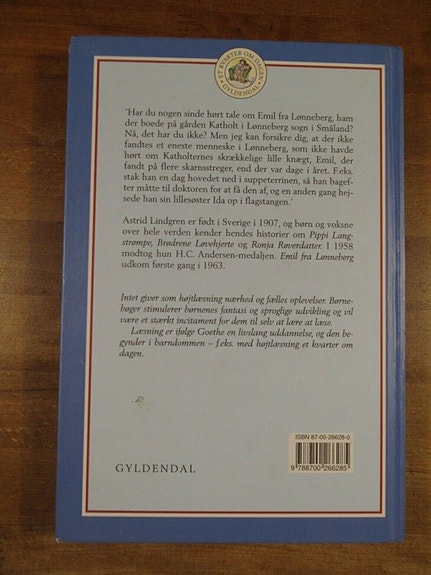 ET KVARTER OM DAGEN
GYLDENDAL
'Har du nogen sinde hørt tale om Emil fra Lønneberg, ham
der boede på gården Katholt i Lønneberg sogn i Småland?
Nå, det har du ikke? Men jeg kan forsikre dig, at der ikke
fandtes et eneste menneske i Lønneberg, som ikke havde
hørt om Katholternes skrækkelige lille knægt, Emil, der
fandt på flere skarnsstreger, end der var dage i året. F.eks.
stak han en dag hovedet ned i suppeterrinen, så han bagef-
ter måtte til doktoren for at få den af, og en anden gang hej-
sede han sin lillesøster Ida op i flagstangen.'
Astrid Lindgren er født i Sverige i 1907, og børn og voksne
over hele verden kender hendes historier om Pippi Lang-
strømpe, Brødrene Løvehjerte og Ronja Røverdatter. I 1958
modtog hun H.C. Andersen-medaljen. Emil fra Lønneberg
udkom første gang i 1963.
Intet giver som højtlæsning nærhed og fælles oplevelser. Børne-
bøger stimulerer børnenes fantasi og sproglige udvikling og vil
være et stærkt incitament for dem til selv at lære at læse.
Læsning er ifølge Goethe en livslang uddannelse, og den be-
gynder i barndommen – f.eks. med højtlæsning et kvarter om
dagen.
ISBN 87-00-26628-0
9 788700 266285
GYLDENDAL